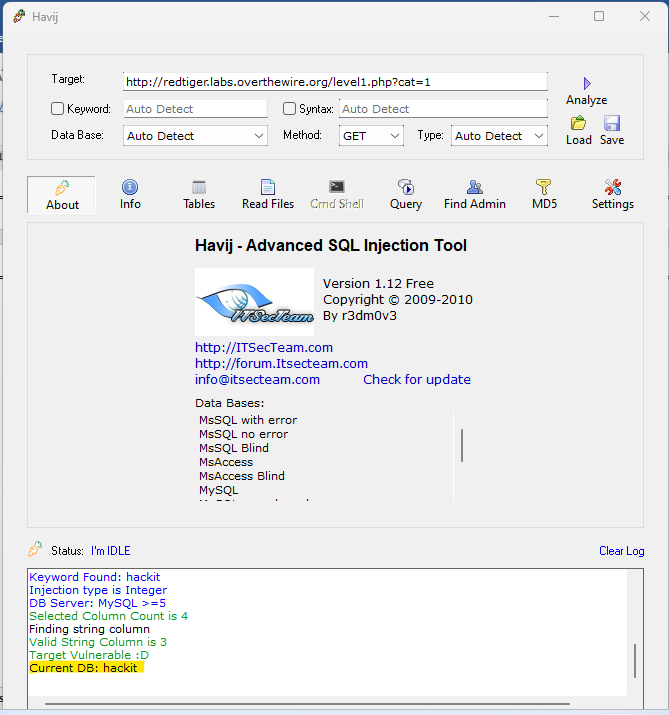 Havij
Target: http://redtiger.labs.overthewire.org/level1.php?cat=1
Analyze
Keyword: Auto Detect Syntax: Auto Detect
Data Base: Auto Detect Method: GET Type: Auto Detect
Load Save
About Info Tables Read Files Cmd Shell Query Find Admin MD5 Settings
Havij - Advanced SQL Injection Tool
ITSecTeam
Version 1.12 Free
Copyright © 2009-2010
By r3dm0v3
http://ITSecTeam.com
http://forum.Itsecteam.com
info@itsecteam.com Check for update
Data Bases:
MsSQL with error
MsSQL no error
MsSQL Blind
MsAccess
MsAccess Blind
MySQL
Status: I'm IDLE Clear Log
Keyword Found: hackit
Injection type is Integer
DB Server: MySQL >=5
Selected Column Count is 4
Finding string column
Valid String Column is 3
Target Vulnerable :D
Current DB: hackit